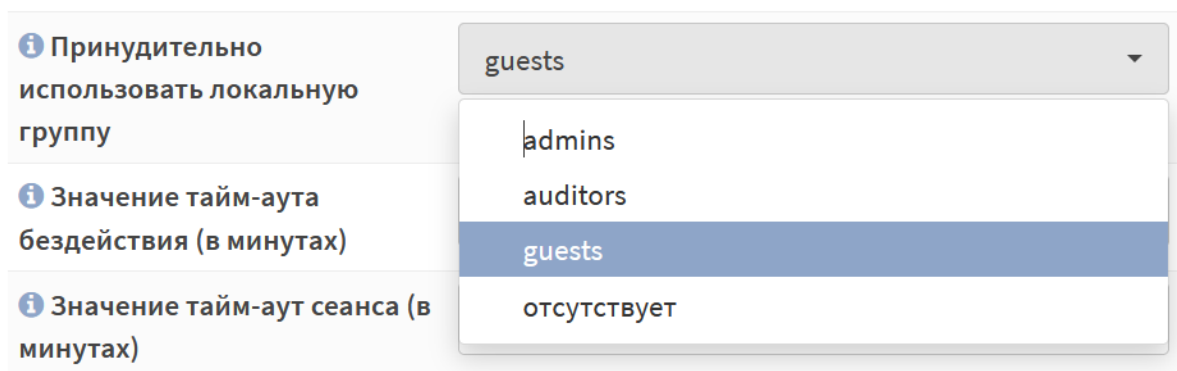 Принудительно
использовать локальную
группу
guests
admins
auditors
guests
отсутствует
Значение тайм-аута
бездействия (в минутах)
Значение тайм-аут сеанса (в
минутах)